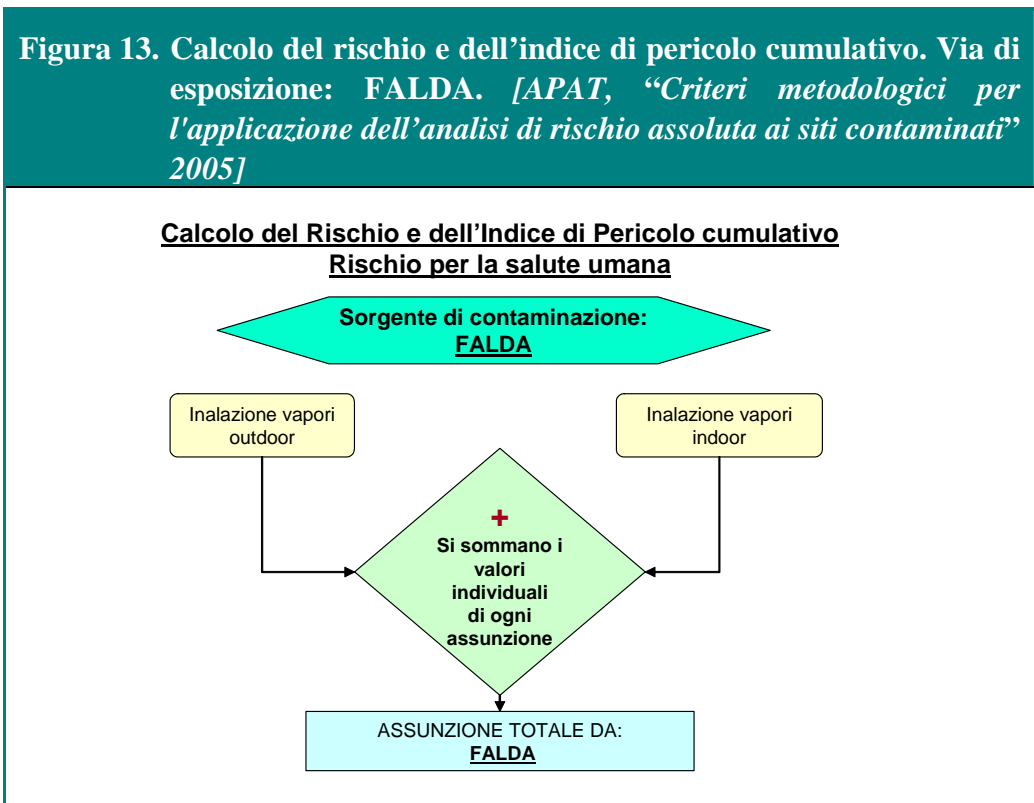 Figura 13. Calcolo del rischio e dell’indice di pericolo cumulativo. Via di
esposizione: FALDA. [APAT, “Criteri metodologici per
l'applicazione dell’analisi di rischio assoluta ai siti contaminati”
2005]
Calcolo del Rischio e dell’Indice di Pericolo cumulativo
Rischio per la salute umana
Sorgente di contaminazione:
FALDA
Inalazione vapori
outdoor
Inalazione vapori
indoor
+
Si sommano i
valori
individuali
di ogni
assunzione
ASSUNZIONE TOTALE DA:
FALDA